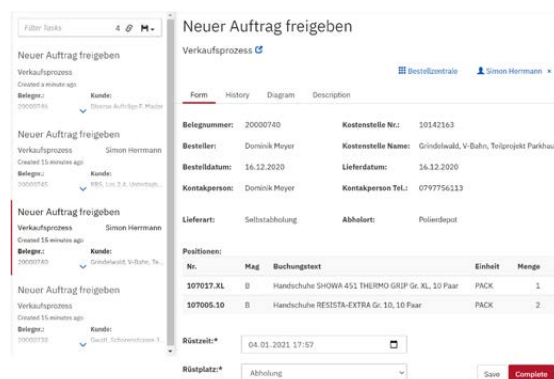 Filter Tasks
4
Neuer Auftrag freigeben
Verkaufsprozess
Created a minute ago
Belegnr.: Kunde:
20000746
Neuer Auftrag freigeben
Verkaufsprozess Simon Herrmann
Created 15 minutes ago
Belegnr.: Kunde:
20000745
Neuer Auftrag freigeben
Verkaufsprozess Simon Herrmann
Created 15 minutes ago
Belegnr.: Kunde:
20000740 Grindelwald, V-Bahn, Te...
Neuer Auftrag freigeben
Verkaufsprozess
Created 15 minutes ago
Belegnr.: Kunde:
20000738
Neuer Auftrag freigeben
Verkaufsprozess
Bestellzentrale Simon Herrmann ×
Form History Diagram Description
Belegnummer: 20000740 Kostenstelle Nr.: 10142163
Besteller: Dominik Meyer Kostenstelle Name: Grindelwald, V-Bahn, Teilprojekt Parkhau
Bestelldatum: 16.12.2020 Lieferdatum: 16.12.2020
Kontakperson: Dominik Meyer Kontakperson Tel.: 0797756113
Lieferart: Selbstabholung Abholort: Polierdepot
Positionen:
Nr. Mag Buchungstext Einheit Menge
107017.XL B Handschuhe SHOWA 451 THERMO GRIP Gr. XL, 10 Paar PACK 1
107005.10 B Handschuhe RESISTA-EXTRA Gr. 10, 10 Paar PACK 2
Rüstzeit:* 04.01.2021 17:57
Rüstplatz:* Abholung
Save Complete